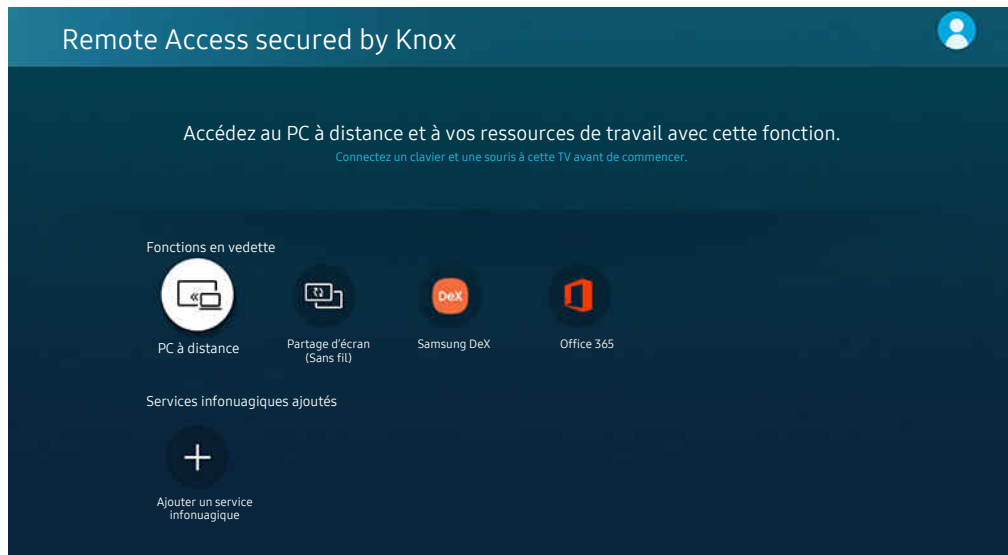 Remote Access secured by Knox
Accédez au PC à distance et à vos ressources de travail avec cette fonction.
Connectez un clavier et une souris à cette TV avant de commencer.
Fonctions en vedette
DeX
PC à distance
Partage d’écran
(Sans fil)
Samsung DeX
Office 365
Services infonuagiques ajoutés
Ajouter un service
infonuagique